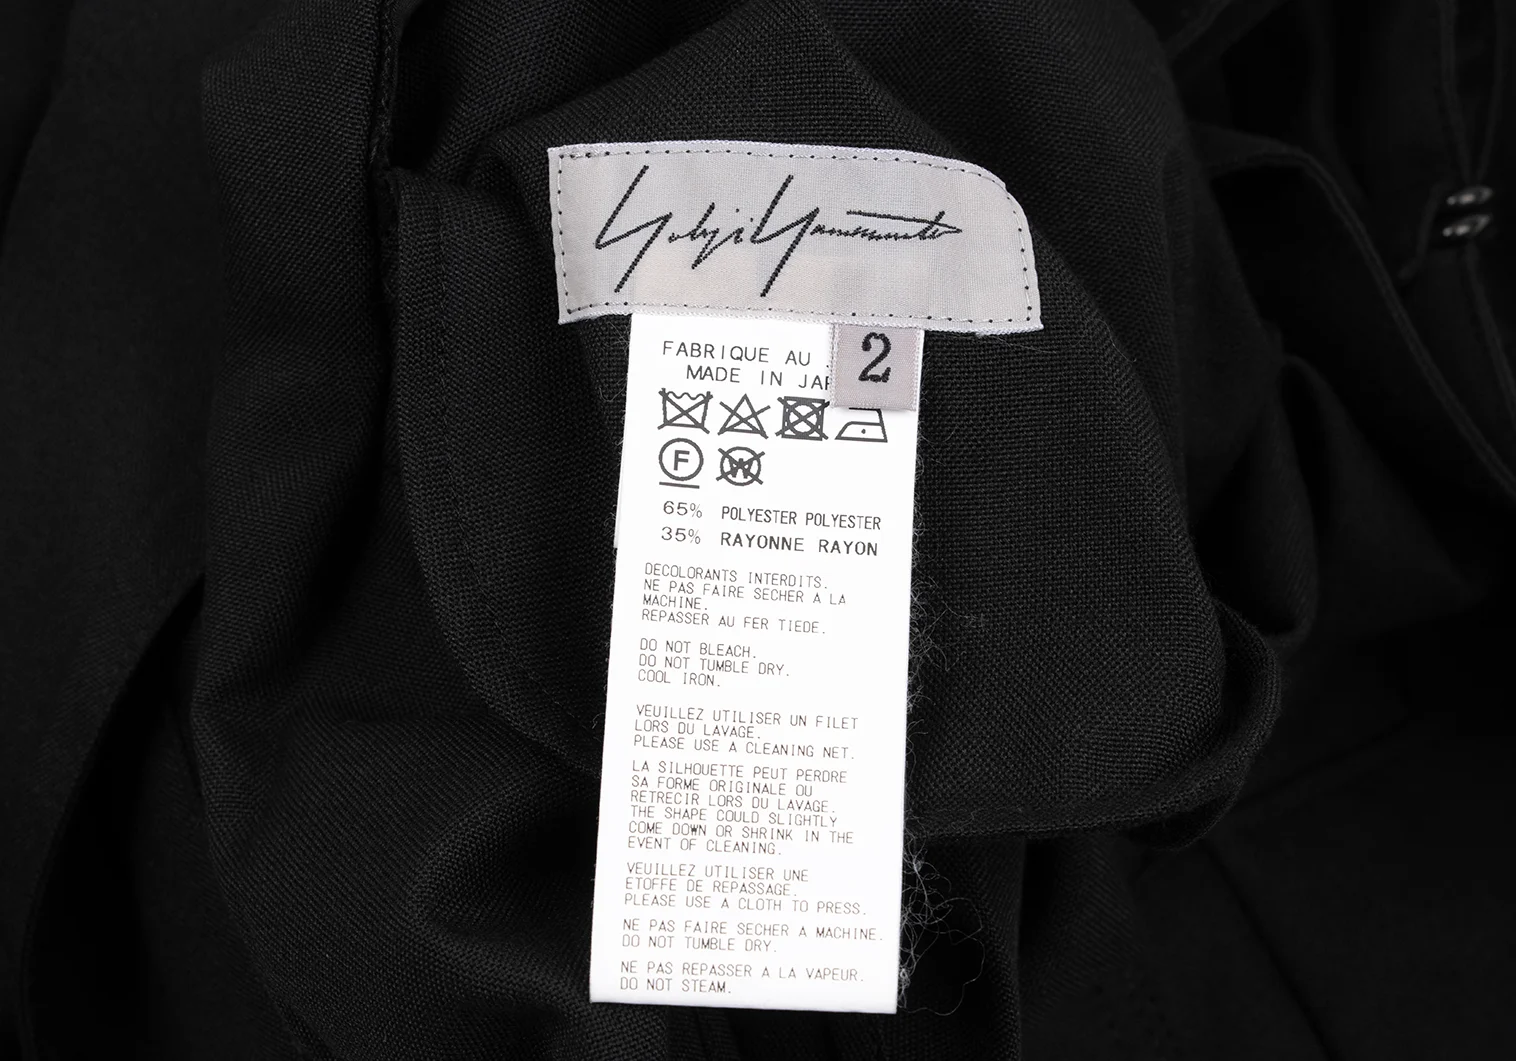 Yohji Yamamoto
2
FABRIQUE AU
MADE IN JAP
F
W
65% POLYESTER POLYESTER
35% RAYONNE RAYON
DECOLORANTS INTERDITS.
NE PAS FAIRE SECHER A LA
MACHINE.
REPASSER AU FER TIEDE.
DO NOT BLEACH.
DO NOT TUMBLE DRY.
COOL IRON.
VEUILLEZ UTILISER UN FILET
LORS DU LAVAGE.
PLEASE USE A CLEANING NET.
LA SILHOUETTE PEUT PERDRE
SA FORME ORIGINALE OU
RETRECIR LORS DU LAVAGE.
THE SHAPE COULD SLIGHTLY
COME DOWN OR SHRINK IN THE
EVENT OF CLEANING.
VEUILLEZ UTILISER UNE
ETOFFE DE REPASSAGE.
PLEASE USE A CLOTH TO PRESS.
NE PAS FAIRE SECHER A MACHINE.
DO NOT TUMBLE DRY.
NE PAS REPASSER A LA VAPEUR.
DO NOT STEAM.